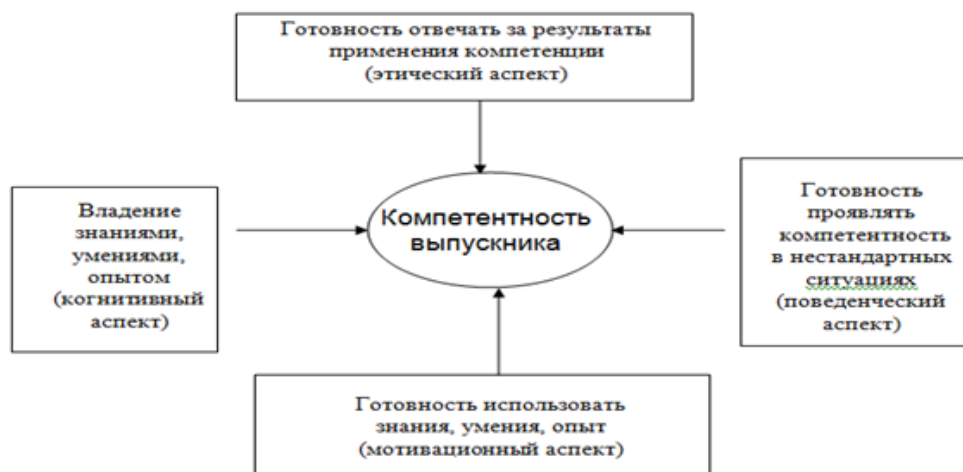 Готовность отвечать за результаты
применения компетенции
(этический аспект)
Владение
знаниями,
умениями,
опытом
(когнитивный
аспект)
Компетентность
выпускника
Готовность
проявлять
компетентность
в нестандартных
ситуациях
(поведенческий
аспект)
Готовность использовать
знания, умения, опыт
(мотивационный аспект)